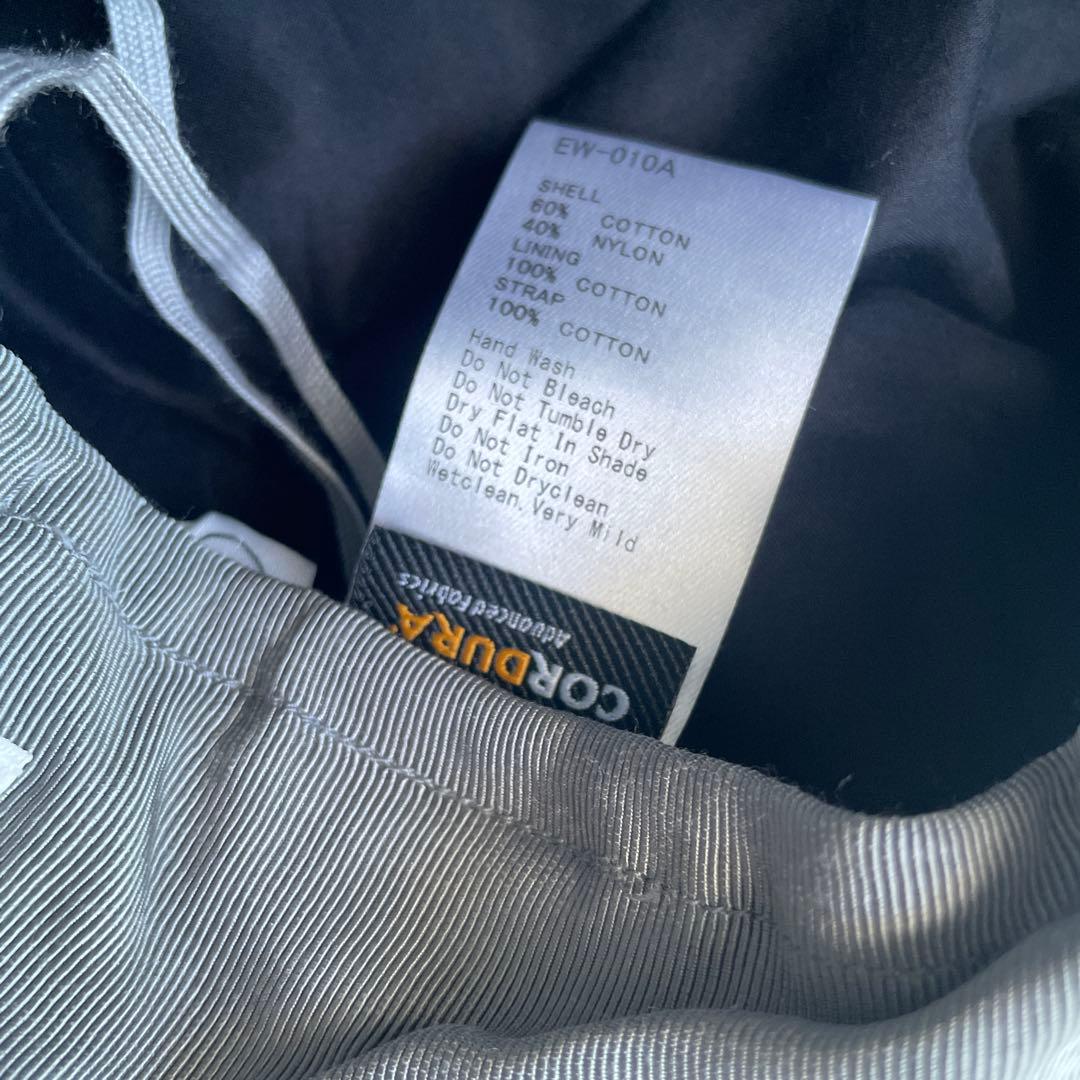 EW-010A
SHELL
60% COTTON
40% NYLON
LINING
100% COTTON
STRAP
100% COTTON
Hand Wash
Do Not Bleach
Do Not Tumble Dry
Dry Flat In Shade
Do Not Iron
Do Not Dryclean
Wetclean.Very Mild
CORDURA
Advanced Fabrics